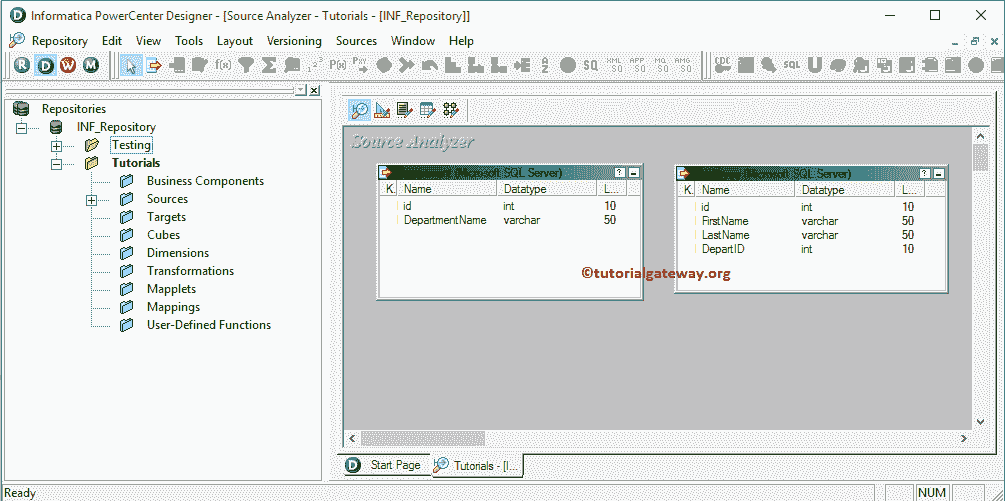 Informatica PowerCenter Designer - [Source Analyzer - Tutorials - [INF_Repository]]
Repository Edit View Tools Layout Versioning Sources Window Help
Repositories
INF_Repository
Testing
Tutorials
Business Components
Sources
Targets
Cubes
Dimensions
Transformations
Mapplets
Mappings
User-Defined Functions
Source Analyzer
(Microsoft SQL Server)
K. Name Datatype L...
id int 10
DepartmentName varchar 50
(Microsoft SQL Server)
K. Name Datatype L...
id int 10
FirstName varchar 50
LastName varchar 50
DepartID int 10
©tutorialgateway.org
Start Page Tutorials - [I...
Ready NUM